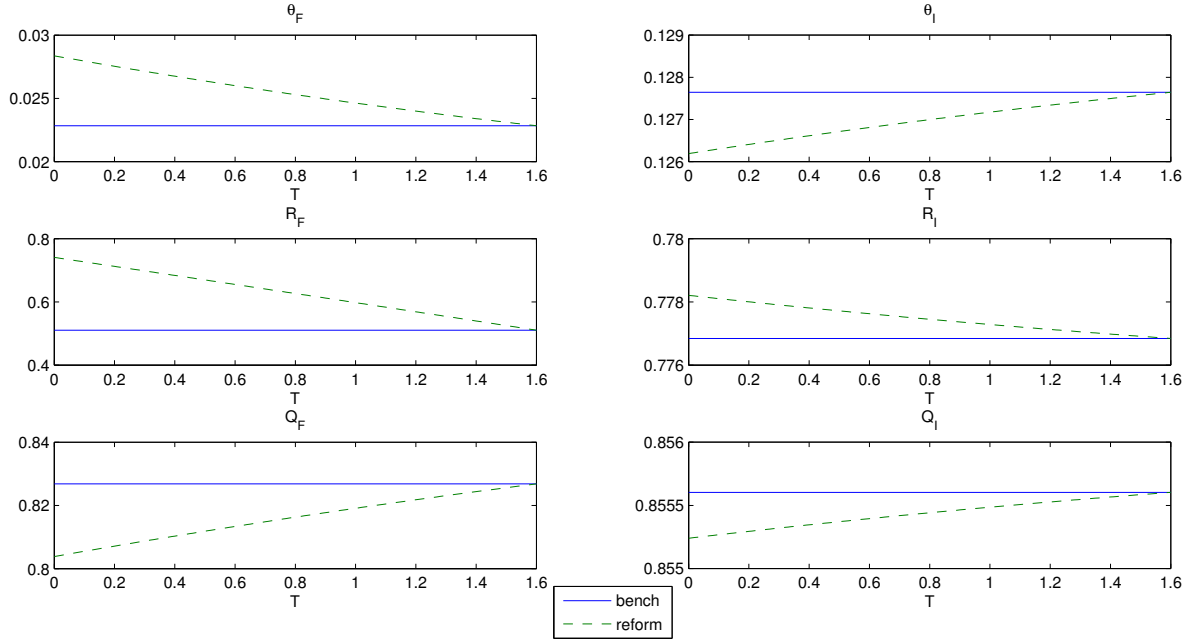 θ_F
0.03
0.025
0.02
0 0.2 0.4 0.6 0.8 1 1.2 1.4 1.6
T
θ_I
0.129
0.128
0.127
0.126
0 0.2 0.4 0.6 0.8 1 1.2 1.4 1.6
T
R_F
0.8
0.6
0.4
0 0.2 0.4 0.6 0.8 1 1.2 1.4 1.6
T
R_I
0.78
0.778
0.776
0 0.2 0.4 0.6 0.8 1 1.2 1.4 1.6
T
Q_F
0.84
0.82
0.8
0 0.2 0.4 0.6 0.8 1 1.2 1.4 1.6
T
Q_I
0.856
0.8555
0.855
0 0.2 0.4 0.6 0.8 1 1.2 1.4 1.6
T
bench
reform